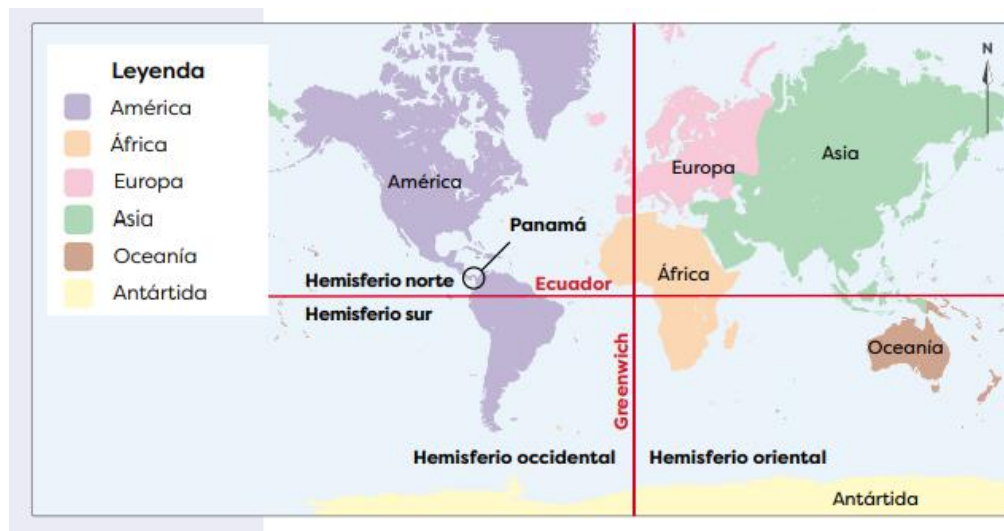 Leyenda
América
África
Europa
Asia
Oceanía
Antártida
N
Asia
Europa
América
Panamá
África
Hemisferio norte
Ecuador
Hemisferio sur
Oceanía
Greenwich
Hemisferio occidental
Hemisferio oriental
Antártida